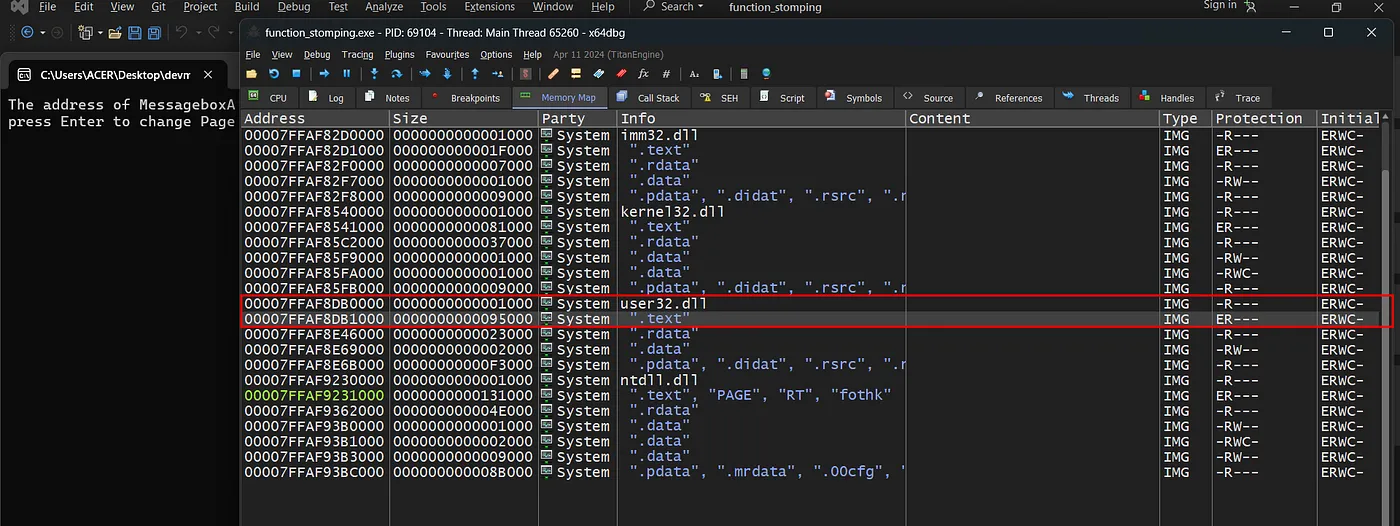 File Edit View Git Project Build Debug Test Analyze Tools Extensions Window Help Search function_stomping Sign in
function_stomping.exe - PID: 69104 - Thread: Main Thread 65260 - x64dbg
File View Debug Tracing Plugins Favourites Options Help Apr 11 2024 (TitanEngine)
C:\Users\ACER\Desktop\devm
CPU Log Notes Breakpoints Memory Map Call Stack SEH Script Symbols Source References Threads Handles Trace
The address of MessageboxA
press Enter to change Page
Address Size Party Info Content Type Protection Initial
00007FFAF82D0000 0000000000001000 System imm32.dll IMG -R--- ERWC-
00007FFAF82D1000 000000000001F000 System ".text" IMG ER--- ERWC-
00007FFAF82F0000 0000000000007000 System ".rdata" IMG -R--- ERWC-
00007FFAF82F7000 0000000000001000 System ".data" IMG -RW-- ERWC-
00007FFAF82F8000 0000000000009000 System ".pdata", ".didat", ".rsrc", ".r IMG -R--- ERWC-
00007FFAF8540000 0000000000001000 System kernel32.dll IMG -R--- ERWC-
00007FFAF8541000 0000000000081000 System ".text" IMG ER--- ERWC-
00007FFAF85C2000 0000000000037000 System ".rdata" IMG -R--- ERWC-
00007FFAF85F9000 0000000000001000 System ".data" IMG -RW-- ERWC-
00007FFAF85FA000 0000000000001000 System ".data" IMG -RWC- ERWC-
00007FFAF85FB000 0000000000009000 System ".pdata", ".didat", ".rsrc", ".r IMG -R--- ERWC-
00007FFAF8DB0000 0000000000001000 System user32.dll IMG -R--- ERWC-
00007FFAF8DB1000 0000000000095000 System ".text" IMG ER--- ERWC-
00007FFAF8E46000 0000000000023000 System ".rdata" IMG -R--- ERWC-
00007FFAF8E69000 0000000000002000 System ".data" IMG -RW-- ERWC-
00007FFAF8E6B000 00000000000F3000 System ".pdata", ".didat", ".rsrc", ".r IMG -R--- ERWC-
00007FFAF9230000 0000000000001000 System ntdll.dll IMG -R--- ERWC-
00007FFAF9231000 0000000000131000 System ".text", "PAGE", "RT", "fothk" IMG ER--- ERWC-
00007FFAF9362000 000000000004E000 System ".rdata" IMG -R--- ERWC-
00007FFAF93B0000 0000000000001000 System ".data" IMG -RW-- ERWC-
00007FFAF93B1000 0000000000002000 System ".data" IMG -RWC- ERWC-
00007FFAF93B3000 0000000000009000 System ".data" IMG -RW-- ERWC-
00007FFAF93BC000 000000000008B000 System ".pdata", ".mrdata", ".00cfg", " IMG -R--- ERWC-